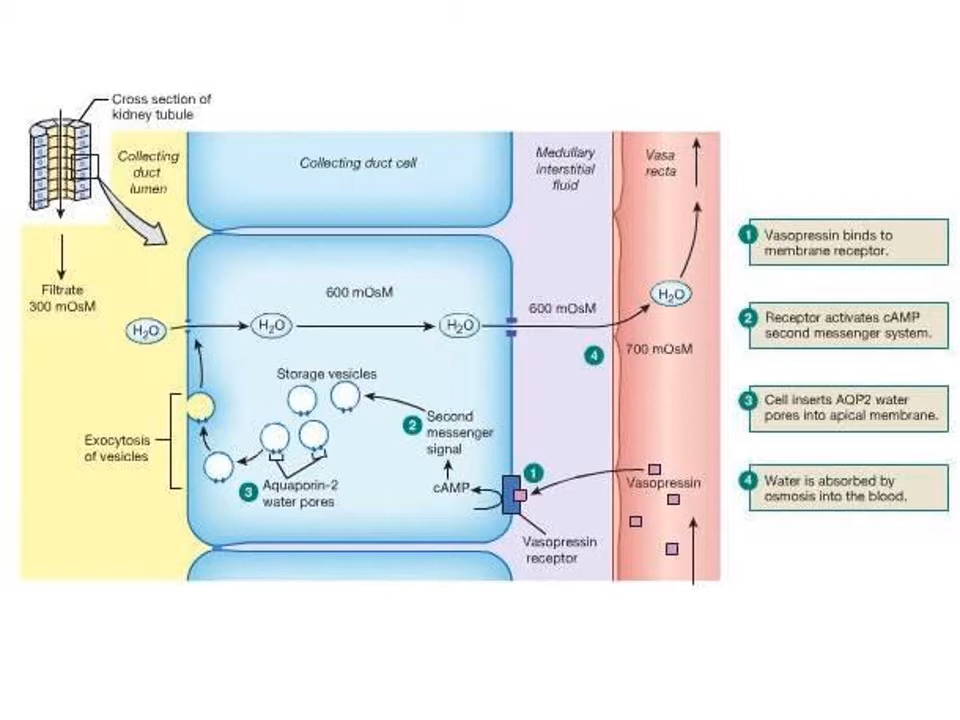 Cross section of
kidney tubule
Collecting
duct
lumen
Collecting duct cell
Medullary
interstitial
fluid
Vasa
recta
Filtrate
300 mOsM
600 mOsM
600 mOsM
H₂O
H₂O
H₂O
H₂O
4
700 mOsM
Storage vesicles
2
Second
messenger
signal
Exocytosis
of vesicles
3
Aquaporin-2
water pores
cAMP
1
Vasopressin
Vasopressin
receptor
1
Vasopressin binds to
membrane receptor.
2
Receptor activates cAMP
second messenger system.
3
Cell inserts AQP2 water
pores into apical membrane.
4
Water is absorbed by
osmosis into the blood.